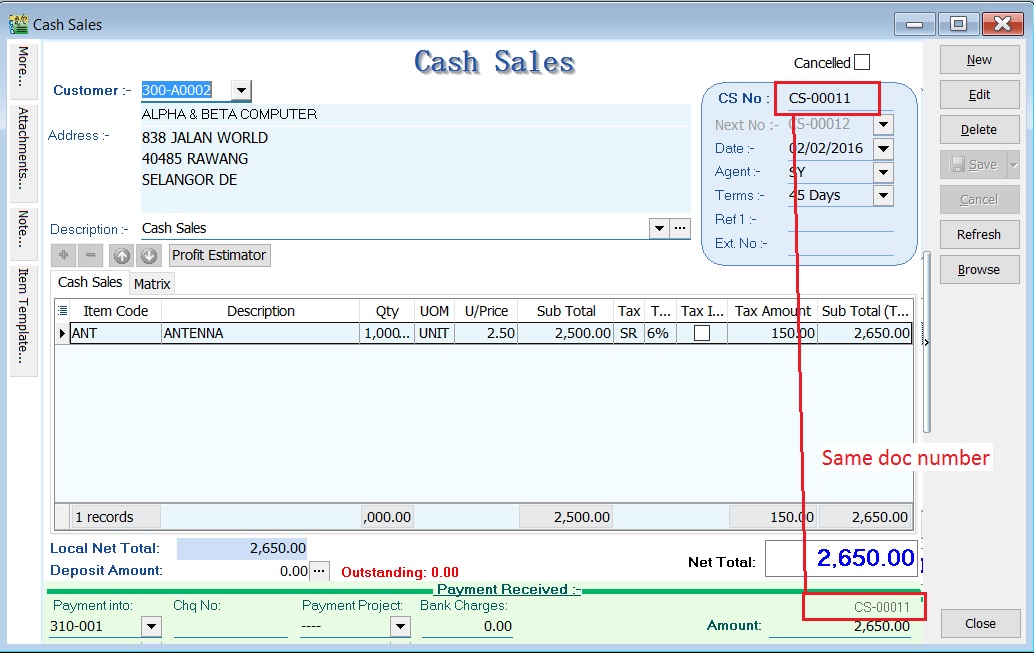 Cash Sales
More...
Attachments...
Note...
Item Template...
Cash Sales
Cancelled
Customer :- 300-A0002
ALPHA & BETA COMPUTER
Address :- 838 JALAN WORLD
40485 RAWANG
SELANGOR DE
CS No : CS-00011
Next No :- CS-00012
Date :- 02/02/2016
Agent :- SY
Terms :- 45 Days
Ref 1 :-
Ext. No :-
Description :- Cash Sales
Profit Estimator
Cash Sales Matrix
Item Code Description Qty UOM U/Price Sub Total Tax T... Tax I... Tax Amount Sub Total (T...
ANT ANTENNA 1,000... UNIT 2.50 2,500.00 SR 6% 150.00 2,650.00
Same doc number
1 records ,000.00 2,500.00 150.00 2,650.00
Local Net Total: 2,650.00
Deposit Amount: 0.00 ... Outstanding: 0.00
Net Total: 2,650.00
Payment Received :-
Payment into: Chq No: Payment Project: Bank Charges: CS-00011
310-001 ---- 0.00 Amount: 2,650.00
New
Edit
Delete
Save
Cancel
Refresh
Browse
Close